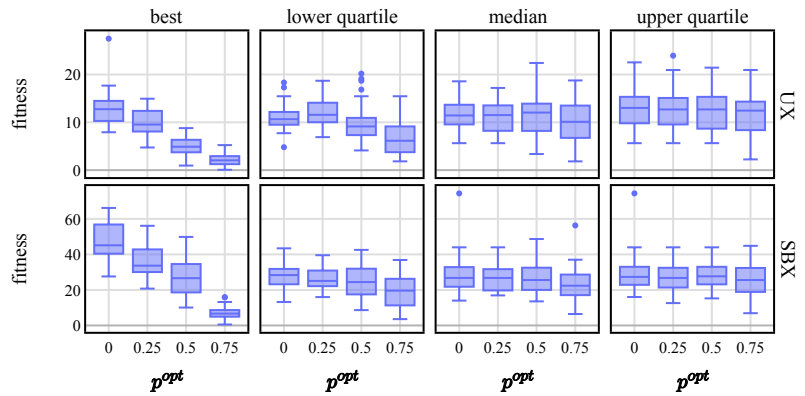 best lower quartile median upper quartile
fitness
20
10
0
UX
fitness
60
40
20
0
SBX
0 0.25 0.5 0.75 0 0.25 0.5 0.75 0 0.25 0.5 0.75 0 0.25 0.5 0.75
p^opt p^opt p^opt p^opt